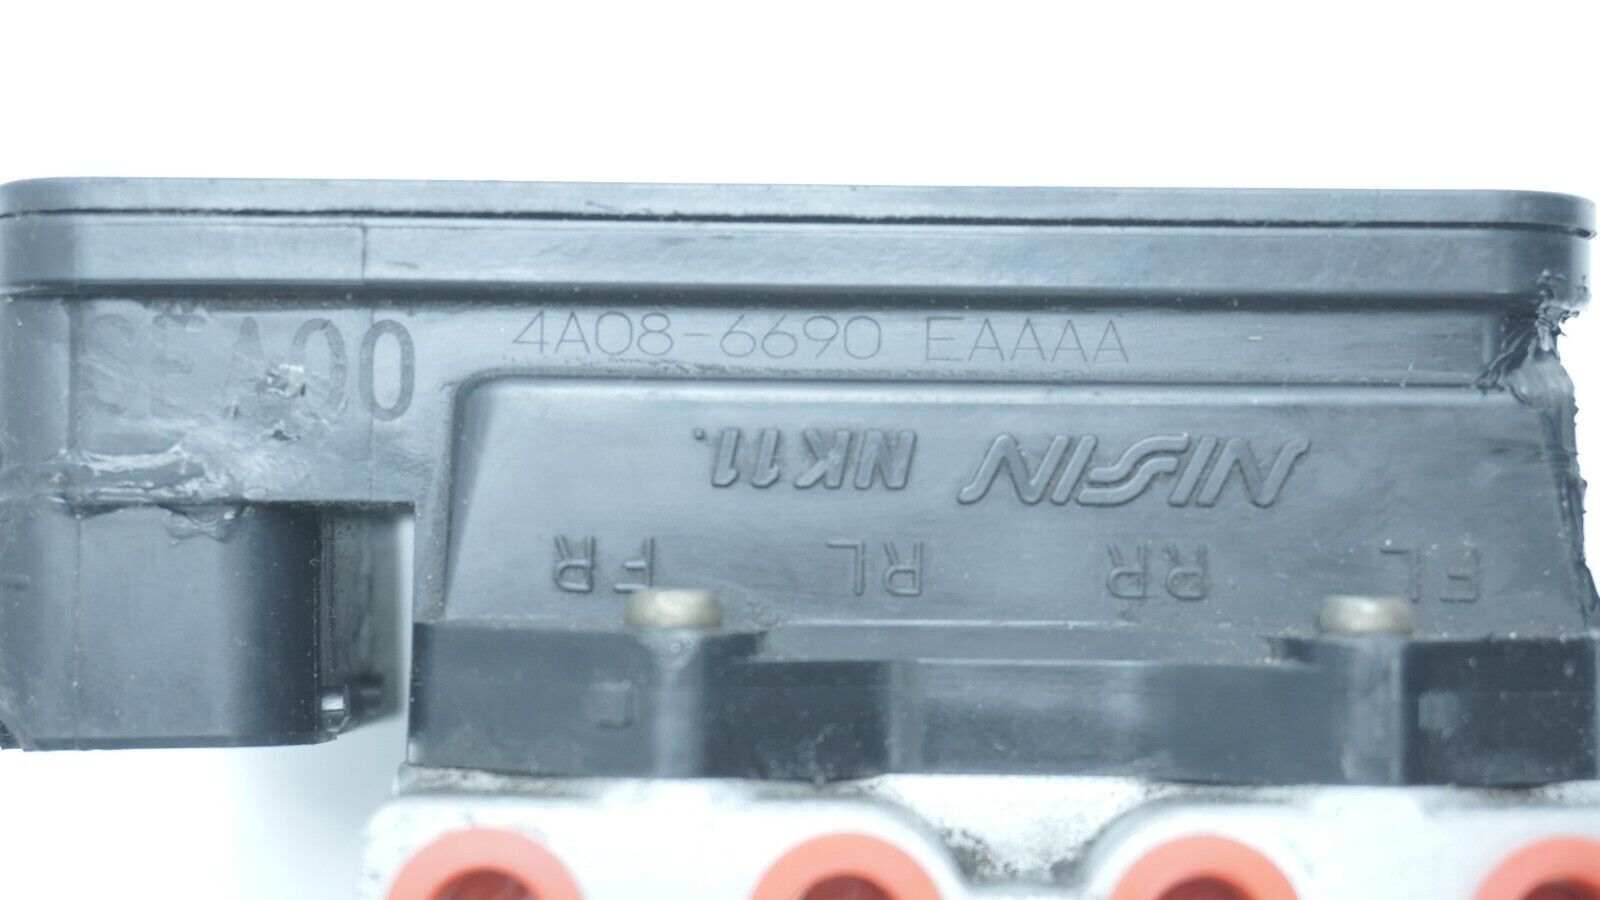 SEA00
4A08-6690 EAAAA
NISSIN NK11.
FL RR RL FR